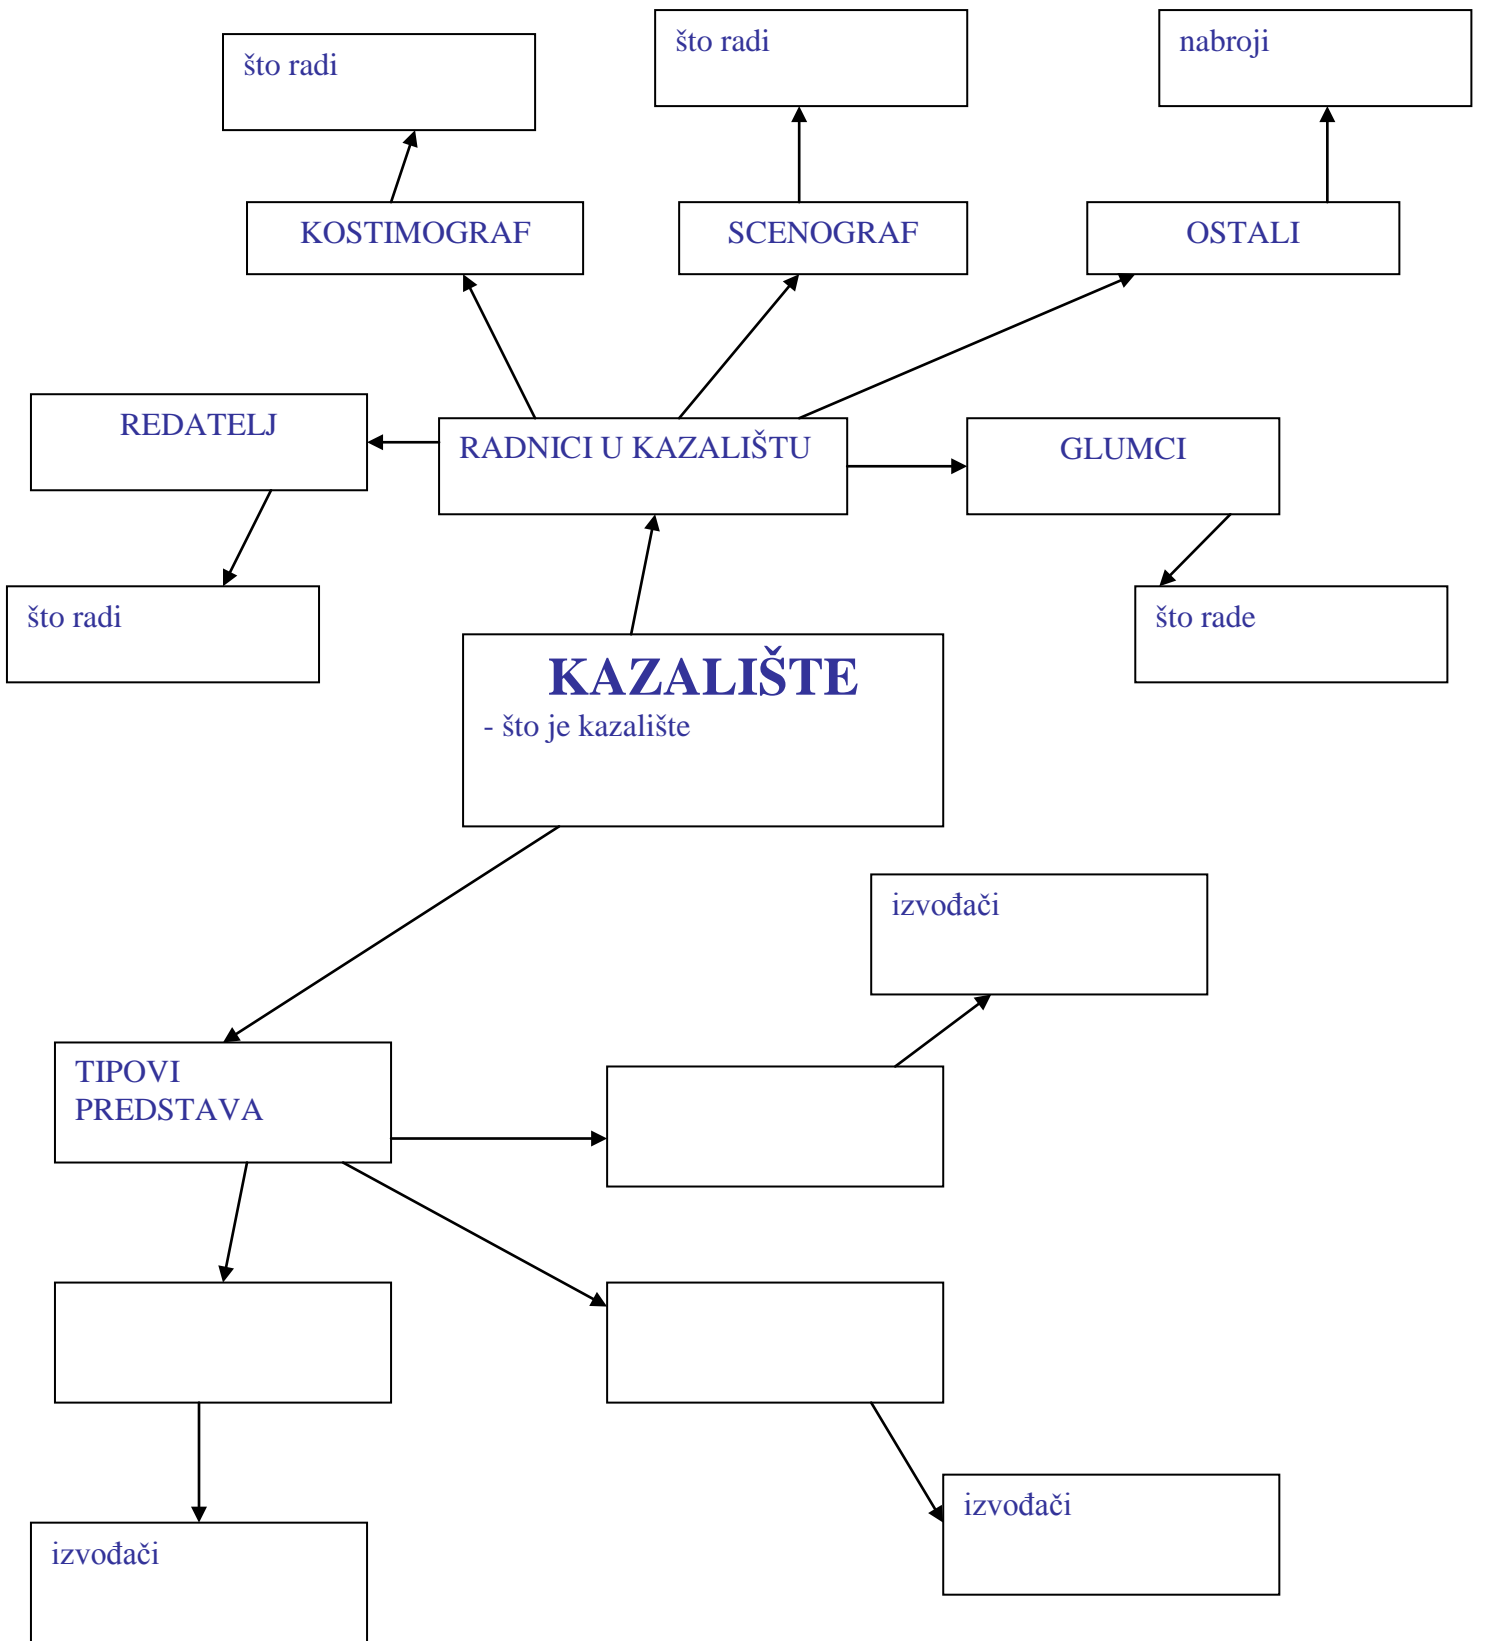 što radi
što radi
nabroji
KOSTIMOGRAF
SCENOGRAF
OSTALI
REDATELJ
RADNICI U KAZALIŠTU
GLUMCI
što radi
što rade
KAZALIŠTE
- što je kazalište
izvođači
TIPOVI
PREDSTAVA
izvođači
izvođači